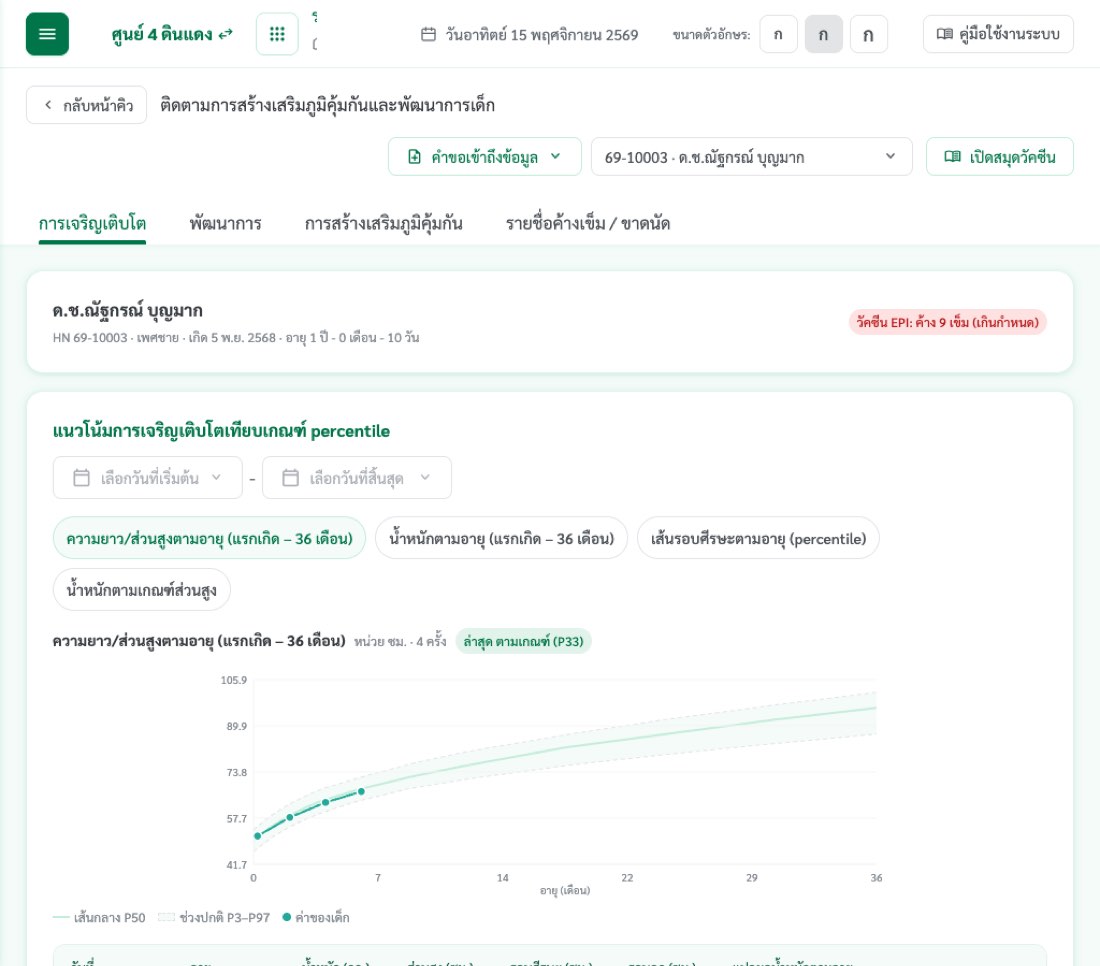 ศูนย์ 4 ดินแดง
วันอาทิตย์ 15 พฤศจิกายน 2569
ขนาดตัวอักษร:
ก ก ก
คู่มือใช้งานระบบ
กลับหน้าคิว
ติดตามการสร้างเสริมภูมิคุ้มกันและพัฒนาการเด็ก
คำขอเข้าถึงข้อมูล
69-10003 · ด.ช.ณัฐกรณ์ บุญมาก
เปิดสมุดวัคซีน
การเจริญเติบโต
พัฒนาการ
การสร้างเสริมภูมิคุ้มกัน
รายชื่อค้างเข็ม / ขาดนัด
ด.ช.ณัฐกรณ์ บุญมาก
HN 69-10003 · เพศชาย · เกิด 5 พ.ย. 2568 · อายุ 1 ปี - 0 เดือน - 10 วัน
วัคซีน EPI: ค้าง 9 เข็ม (เกินกำหนด)
แนวโน้มการเจริญเติบโตเทียบเกณฑ์ percentile
เลือกวันที่เริ่มต้น - เลือกวันที่สิ้นสุด
ความยาว/ส่วนสูงตามอายุ (แรกเกิด – 36 เดือน)
น้ำหนักตามอายุ (แรกเกิด – 36 เดือน)
เส้นรอบศีรษะตามอายุ (percentile)
น้ำหนักตามเกณฑ์ส่วนสูง
ความยาว/ส่วนสูงตามอายุ (แรกเกิด – 36 เดือน) หน่วย ซม. · 4 ครั้ง ล่าสุด ตามเกณฑ์ (P33)
105.9
89.9
73.8
57.7
41.7
0 7 14 22 29 36
อายุ (เดือน)
เส้นกลาง P50 ช่วงปกติ P3–P97 ค่าของเด็ก